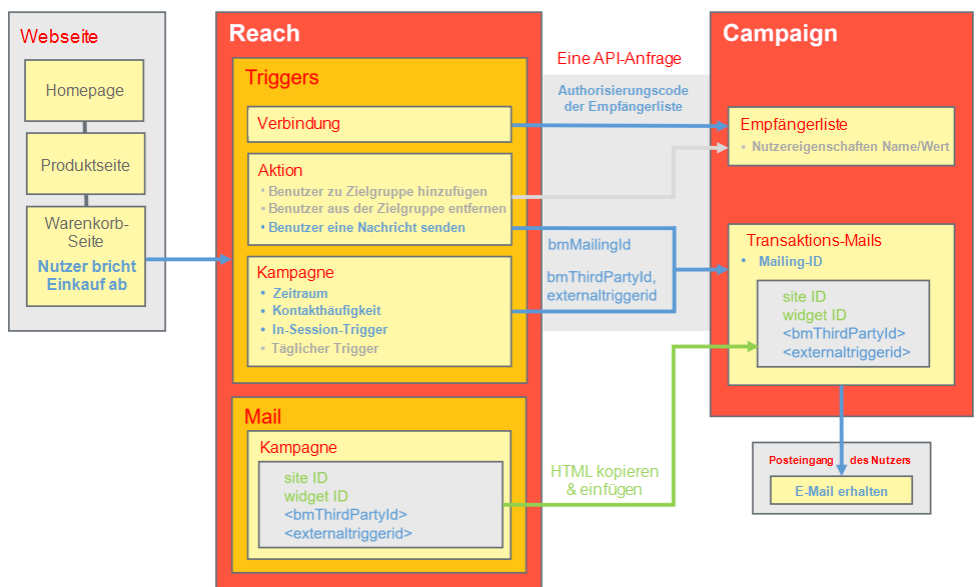 Webseite
Homepage
Produktseite
Warenkorb-
Seite
Nutzer bricht
Einkauf ab
Reach
Triggers
Verbindung
Aktion
• Benutzer zu Zielgruppe hinzufügen
• Benutzer aus der Zielgruppe entfernen
• Benutzer eine Nachricht senden
Kampagne
• Zeitraum
• Kontakthäufigkeit
• In-Session-Trigger
• Täglicher Trigger
Mail
Kampagne
site ID
widget ID
<bmThirdPartyId>
<externaltriggerid>
Eine API-Anfrage
Authorisierungscode
der Empfängerliste
bmMailingId
bmThirdPartyId,
externaltriggerid
HTML kopieren
& einfügen
Campaign
Empfängerliste
• Nutzereigenschaften Name/Wert
Transaktions-Mails
• Mailing-ID
site ID
widget ID
<bmThirdPartyId>
<externaltriggerid>
Posteingang des Nutzers
E-Mail erhalten